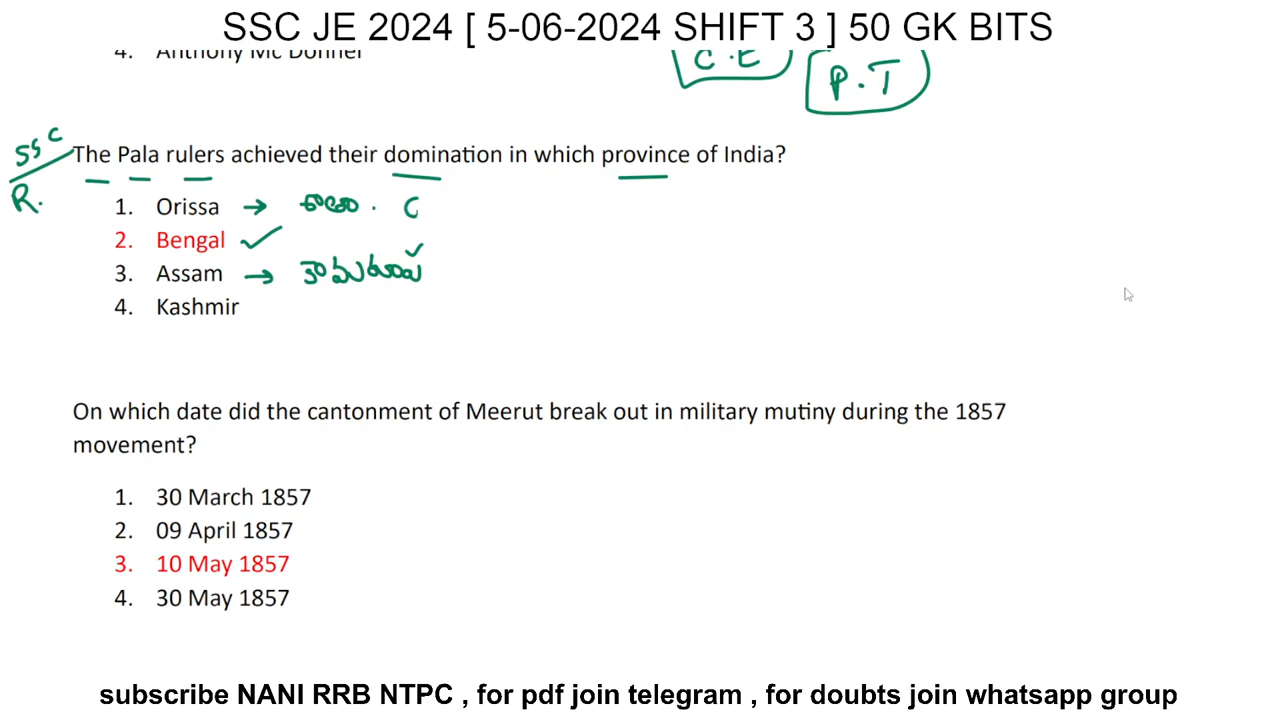 SSC JE 2024 [ 5-06-2024 SHIFT 3 ] 50 GK BITS
4. Anthony Mc Donnel
C.E
P.T
SSC
R.
The Pala rulers achieved their domination in which province of India?
1. Orissa → C
2. Bengal ✓
3. Assam →
4. Kashmir
On which date did the cantonment of Meerut break out in military mutiny during the 1857
movement?
1. 30 March 1857
2. 09 April 1857
3. 10 May 1857
4. 30 May 1857
subscribe NANI RRB NTPC , for pdf join telegram , for doubts join whatsapp group